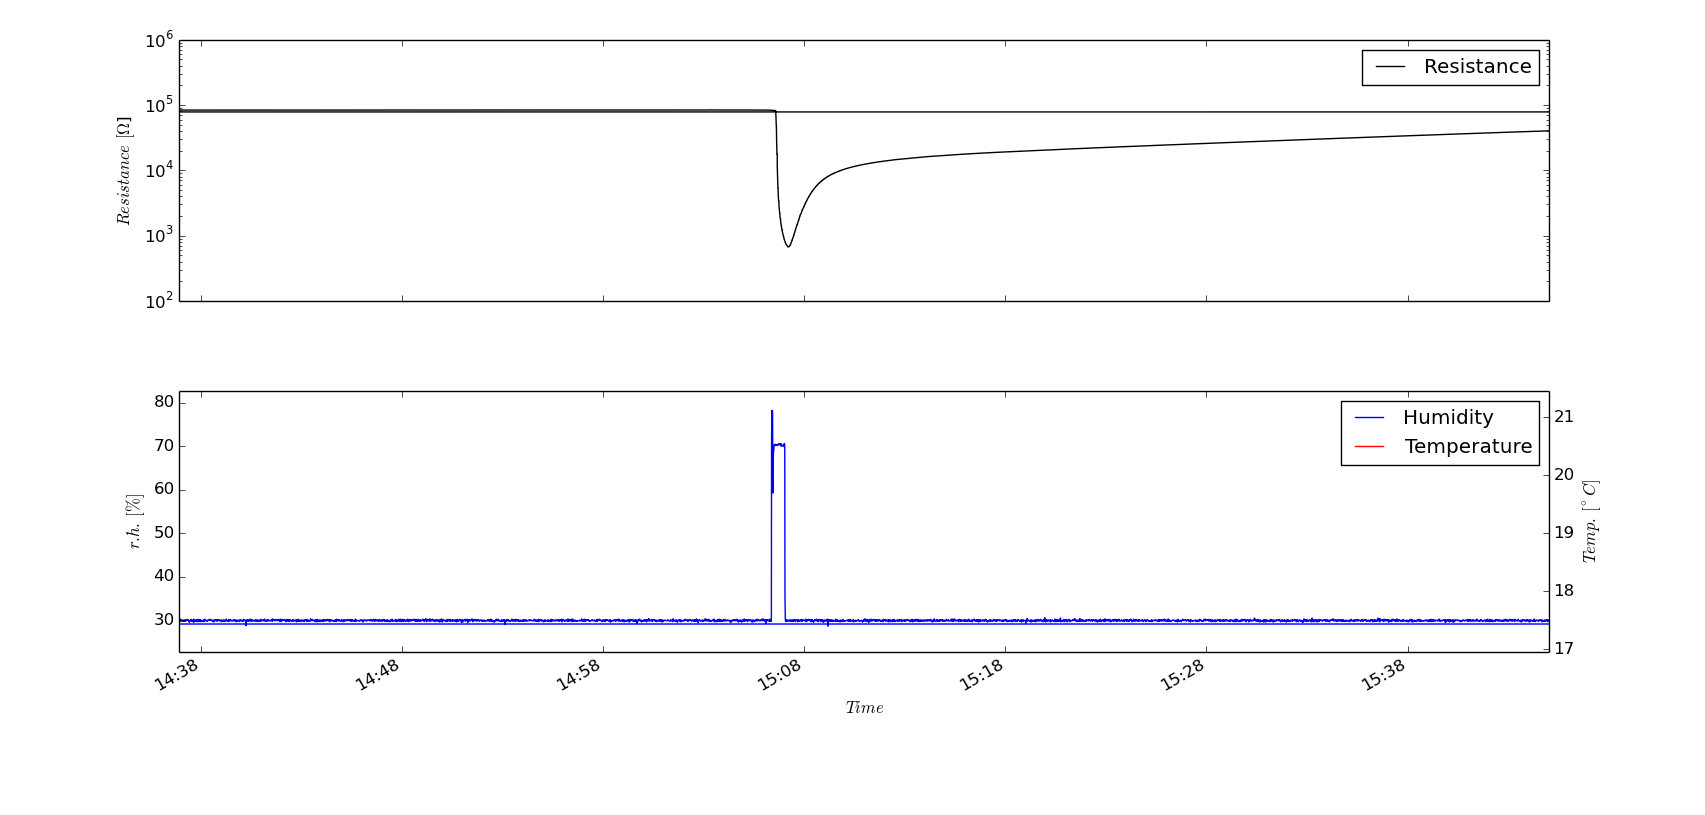 10^6
10^5
10^4
10^3
10^2
Resistance [Ω]
Resistance
80
70
60
50
40
30
r.h. [%]
Humidity
Temperature
21
20
19
18
17
Temp. [°C]
14:38 14:48 14:58 15:08 15:18 15:28 15:38
Time